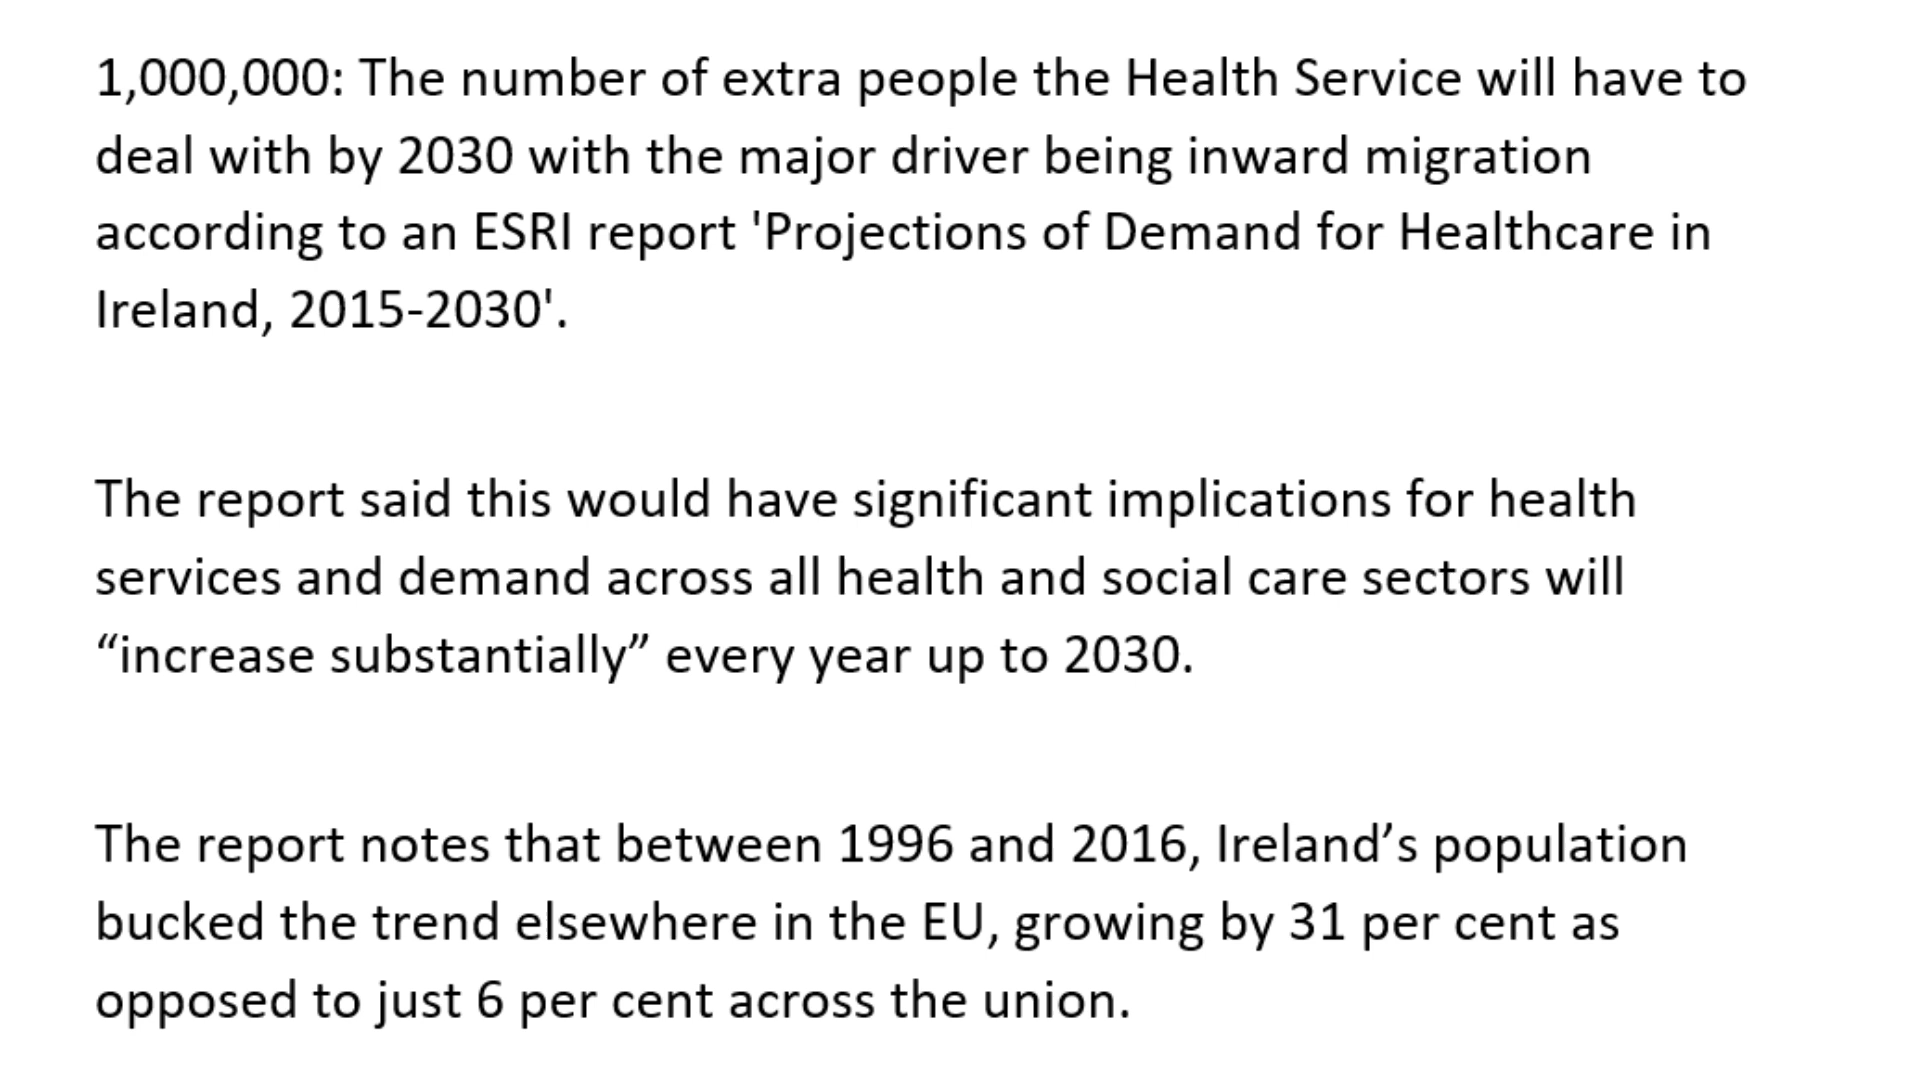 1,000,000: The number of extra people the Health Service will have to
deal with by 2030 with the major driver being inward migration
according to an ESRI report 'Projections of Demand for Healthcare in
Ireland, 2015-2030'.
The report said this would have significant implications for health
services and demand across all health and social care sectors will
“increase substantially” every year up to 2030.
The report notes that between 1996 and 2016, Ireland’s population
bucked the trend elsewhere in the EU, growing by 31 per cent as
opposed to just 6 per cent across the union.